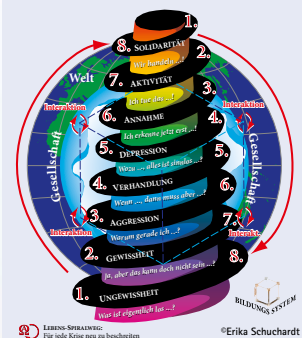 1.
8. SOLIDARITÄT
2.
Wir handeln ...!
Welt
7. AKTIVITÄT
3.
Ich tue das ...!
Interaktion
Interaktion
6. ANNAHME
4.
Ich erkenne jetzt erst ...!
Gesellschaft
Gesellschaft
5. DEPRESSION
5.
Wozu ..., alles ist sinnlos ...!
4. VERHANDLUNG
6.
Wenn ..., dann muss aber ...!
3. AGGRESSION
7.
Interaktion
Interakt.
Warum gerade ich ...?
2. GEWISSHEIT
8.
Ja, aber das kann doch nicht sein ...?
1. UNGEWISSHEIT
Was ist eigentlich los ...?
BILDUNGS SYSTEM
LEBENS-SPIRALWEG:
Für jede Krise neu zu beschreiten
©Erika Schuchardt